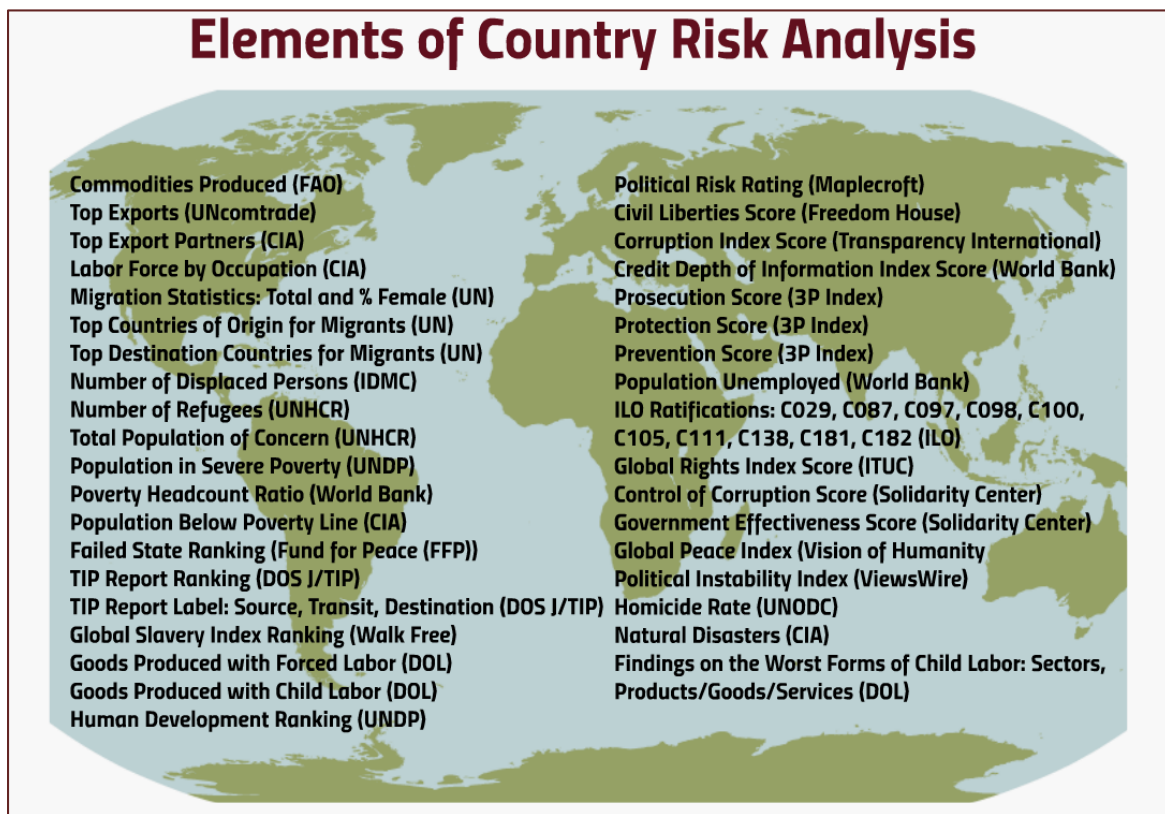 Elements of Country Risk Analysis
Commodities Produced (FAO)
Top Exports (UNcomtrade)
Top Export Partners (CIA)
Labor Force by Occupation (CIA)
Migration Statistics: Total and % Female (UN)
Top Countries of Origin for Migrants (UN)
Top Destination Countries for Migrants (UN)
Number of Displaced Persons (IDMC)
Number of Refugees (UNHCR)
Total Population of Concern (UNHCR)
Population in Severe Poverty (UNDP)
Poverty Headcount Ratio (World Bank)
Population Below Poverty Line (CIA)
Failed State Ranking (Fund for Peace (FFP))
TIP Report Ranking (DOS J/TIP)
TIP Report Label: Source, Transit, Destination (DOS J/TIP)
Global Slavery Index Ranking (Walk Free)
Goods Produced with Forced Labor (DOL)
Goods Produced with Child Labor (DOL)
Human Development Ranking (UNDP)
Political Risk Rating (Maplecroft)
Civil Liberties Score (Freedom House)
Corruption Index Score (Transparency International)
Credit Depth of Information Index Score (World Bank)
Prosecution Score (3P Index)
Protection Score (3P Index)
Prevention Score (3P Index)
Population Unemployed (World Bank)
ILO Ratifications: C029, C087, C097, C098, C100,
C105, C111, C138, C181, C182 (ILO)
Global Rights Index Score (ITUC)
Control of Corruption Score (Solidarity Center)
Government Effectiveness Score (Solidarity Center)
Global Peace Index (Vision of Humanity
Political Instability Index (ViewsWire)
Homicide Rate (UNODC)
Natural Disasters (CIA)
Findings on the Worst Forms of Child Labor: Sectors,
Products/Goods/Services (DOL)